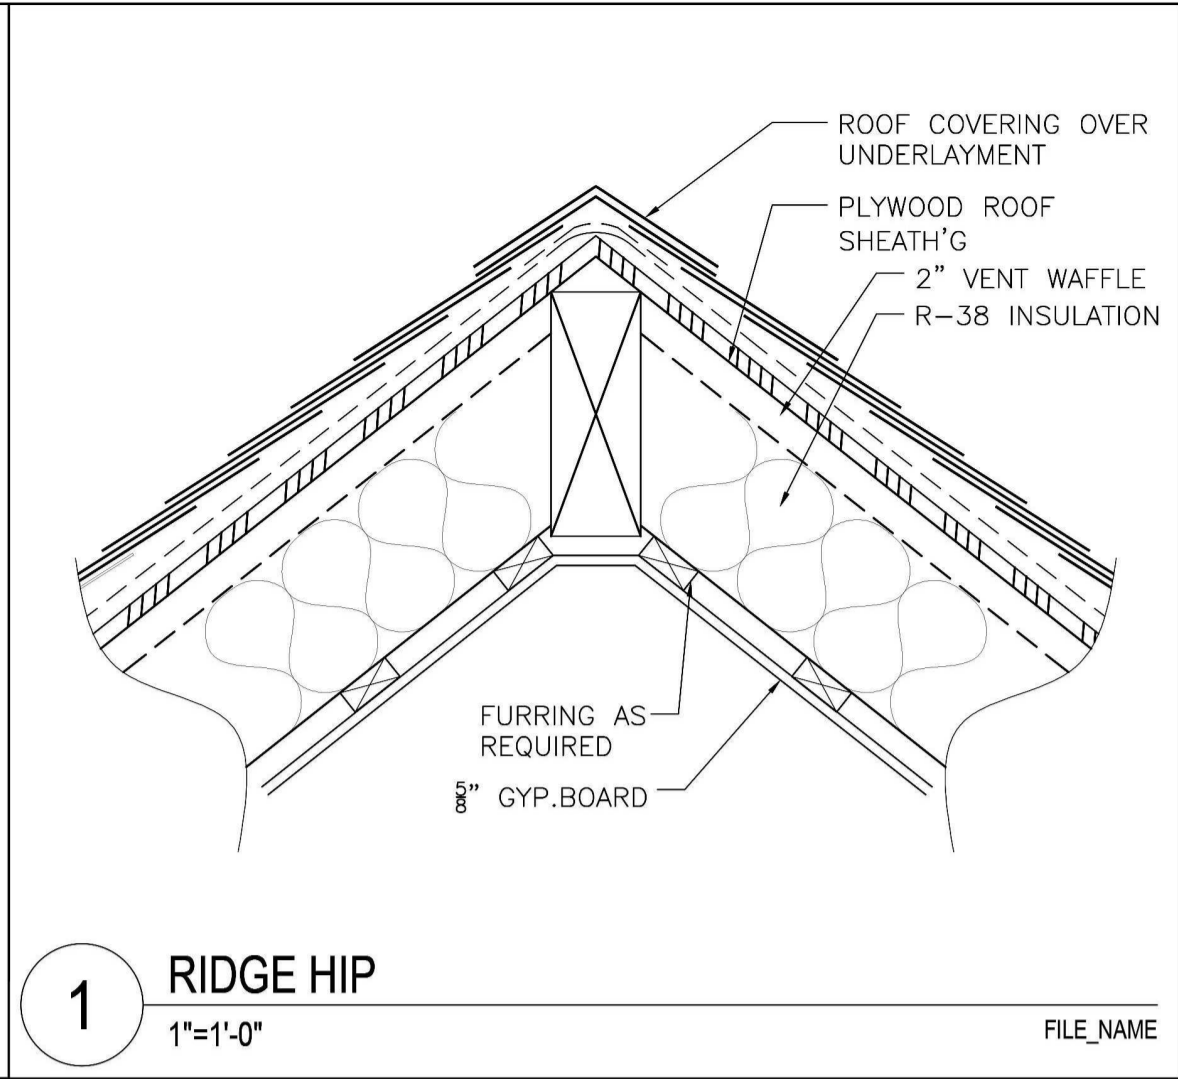 ROOF COVERING OVER
UNDERLAYMENT
PLYWOOD ROOF
SHEATH'G
2” VENT WAFFLE
R-38 INSULATION
FURRING AS
REQUIRED
5/8” GYP.BOARD
1
RIDGE HIP
1"=1'-0"
FILE_NAME